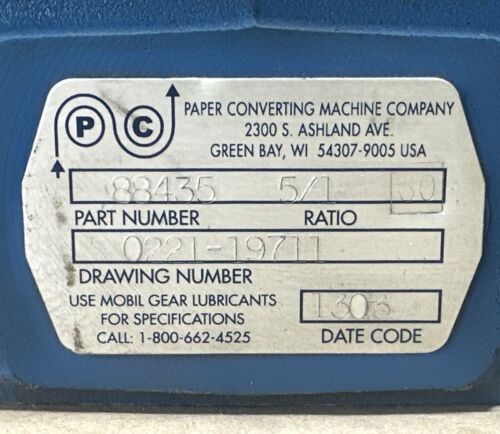 P C
PAPER CONVERTING MACHINE COMPANY
2300 S. ASHLAND AVE.
GREEN BAY, WI 54307-9005 USA
88435 5/1 60
PART NUMBER RATIO
0221-19711
DRAWING NUMBER
USE MOBIL GEAR LUBRICANTS
FOR SPECIFICATIONS
CALL: 1-800-662-4525
1303
DATE CODE